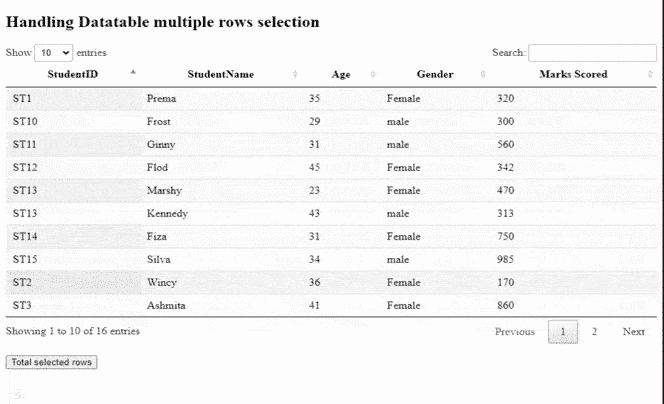 Handling Datatable multiple rows selection
Show 10 entries Search:
StudentID StudentName Age Gender Marks Scored
ST1 Prema 35 Female 320
ST10 Frost 29 male 300
ST11 Ginny 31 male 560
ST12 Flod 45 Female 342
ST13 Marshy 23 Female 470
ST13 Kennedy 43 male 313
ST14 Fiza 31 Female 750
ST15 Silva 34 male 985
ST2 Wincy 36 Female 170
ST3 Ashmita 41 Female 860
Showing 1 to 10 of 16 entries Previous 1 2 Next
Total selected rows